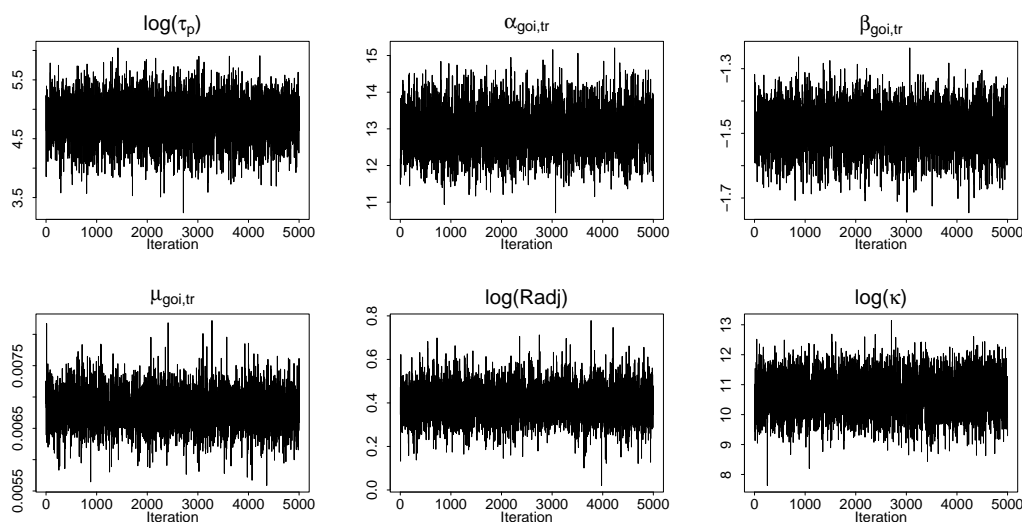 log(τp) αgoi,tr βgoi,tr
3.5 4.5 5.5
0 1000 2000 3000 4000 5000
Iteration
11 12 13 14 15
0 1000 2000 3000 4000 5000
Iteration
−1.7 −1.5 −1.3
0 1000 2000 3000 4000 5000
Iteration
μgoi,tr log(Radj) log(κ)
0.0055 0.0065 0.0075
0 1000 2000 3000 4000 5000
Iteration
0.0 0.2 0.4 0.6 0.8
0 1000 2000 3000 4000 5000
Iteration
8 9 10 11 12 13
0 1000 2000 3000 4000 5000
Iteration